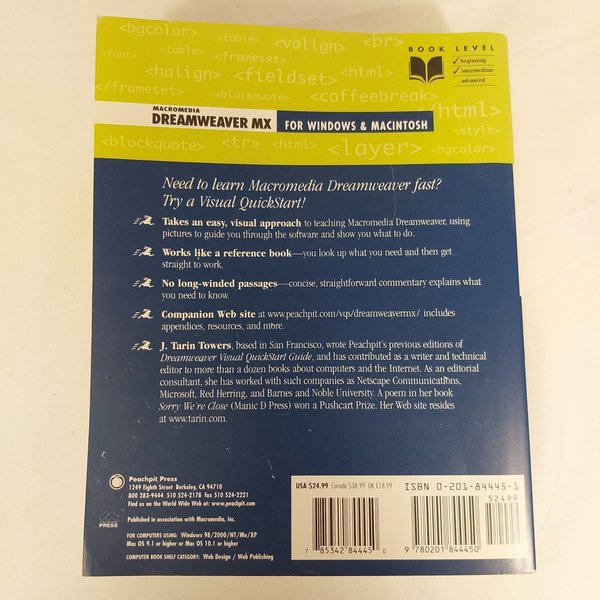 <bgcolor>
<table>
<valign>
<br>
<font>
<table>
<frameset>
<halign>
<fieldset>
<html>
</frameset>
<blockquote>
<coffeebreak>
/html>
<style>
BOOK LEVEL
✓ beginning
✓ intermediate
advanced
MACROMEDIA
DREAMWEAVER MX FOR WINDOWS & MACINTOSH
<blockquote>
<tr>
<html>
<layer>
<bgcolor>
Need to learn Macromedia Dreamweaver fast?
Try a Visual QuickStart!
Takes an easy, visual approach to teaching Macromedia Dreamweaver, using
pictures to guide you through the software and show you what to do.
Works like a reference book—you look up what you need and then get
straight to work.
No long-winded passages—concise, straightforward commentary explains what
you need to know.
Companion Web site at www.peachpit.com/vqs/dreamweavermx/ includes
appendices, resources, and more.
J. Tarin Towers, based in San Francisco, wrote Peachpit's previous editions of
Dreamweaver Visual QuickStart Guide, and has contributed as a writer and technical
editor to more than a dozen books about computers and the Internet. As an editorial
consultant, she has worked with such companies as Netscape Communications,
Microsoft, Red Herring, and Barnes and Noble University. A poem in her book
Sorry We're Close (Manic D Press) won a Pushcart Prize. Her Web site resides
at www.tarin.com.
Peachpit Press
1249 Eighth Street Berkeley, CA 94710
800 283-9444 510 524-2178 fax 510 524-2221
Find us on the World Wide Web at: www.peachpit.com
PRESS
Published in association with Macromedia, Inc.
FOR COMPUTERS USING: Windows 98/2000/NT/Me/XP
Mac OS 9.1 or higher or Mac OS 10.1 or higher
COMPUTER BOOK SHELF CATEGORY: Web Design / Web Publishing
USA $24.99 Canada $38.99 UK £18.99
7 85342 84445 0
ISBN 0-201-84445-1
52499
9 780201 844450